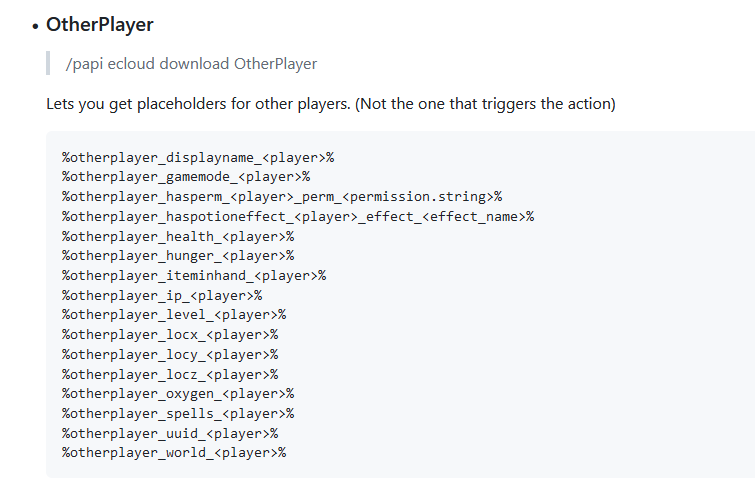 OtherPlayer
/papi ecloud download OtherPlayer
Lets you get placeholders for other players. (Not the one that triggers the action)
%otherplayer_displayname_<player>%
%otherplayer_gamemode_<player>%
%otherplayer_hasperm_<player>_perm_<permission.string>%
%otherplayer_haspotioneffect_<player>_effect_<effect_name>%
%otherplayer_health_<player>%
%otherplayer_hunger_<player>%
%otherplayer_iteminhand_<player>%
%otherplayer_ip_<player>%
%otherplayer_level_<player>%
%otherplayer_locx_<player>%
%otherplayer_locy_<player>%
%otherplayer_locz_<player>%
%otherplayer_oxygen_<player>%
%otherplayer_spells_<player>%
%otherplayer_uuid_<player>%
%otherplayer_world_<player>%